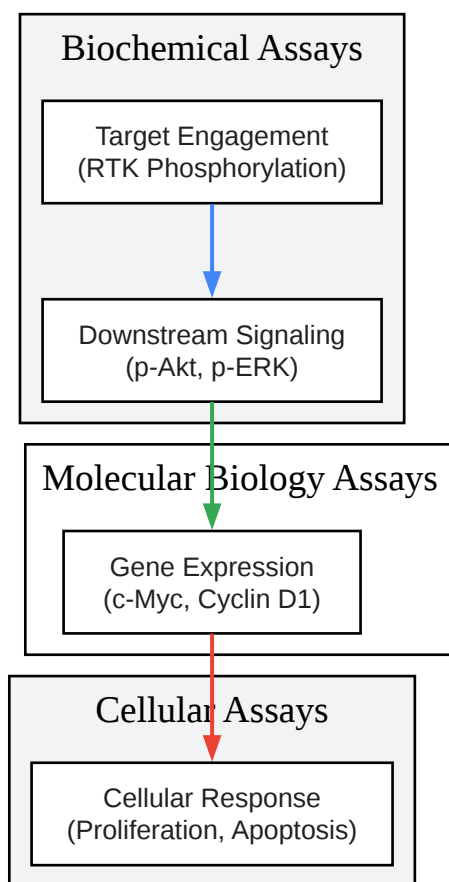 Biochemical Assays
Target Engagement
(RTK Phosphorylation)
Downstream Signaling
(p-Akt, p-ERK)
Molecular Biology Assays
Gene Expression
(c-Myc, Cyclin D1)
Cellular Assays
Cellular Response
(Proliferation, Apoptosis)